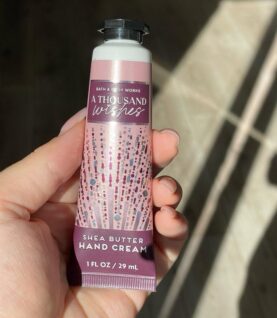 BATH & BODY WORKS
A THOUSAND
wishes
SHEA BUTTER
HAND CREAM
1 FL OZ / 29 mL